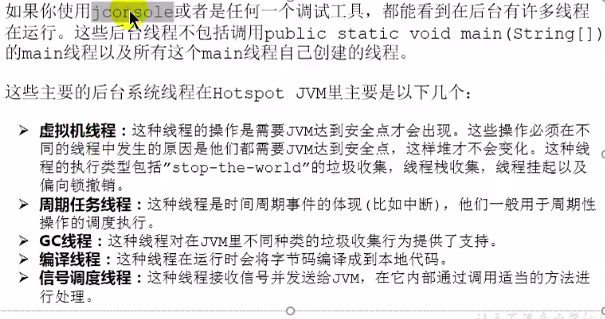 如果你使用jconsole或者是任何一个调试工具，都能看到在后台有许多线程
在运行。这些后台线程不包括调用public static void main(String[])
的main线程以及所有这个main线程自己创建的线程。
这些主要的后台系统线程在Hotspot JVM里主要是以下几个：
➢ 虚拟机线程：这种线程的操作是需要JVM达到安全点才会出现。这些操作必须在不
同的线程中发生的原因是他们都需要JVM达到安全点，这样堆才不会变化。这种线
程的执行类型包括"stop-the-world"的垃圾收集，线程栈收集，线程挂起以及
偏向锁撤销。
➢ 周期任务线程：这种线程是时间周期事件的体现(比如中断)，他们一般用于周期性
操作的调度执行。
➢ GC线程：这种线程对在JVM里不同种类的垃圾收集行为提供了支持。
➢ 编译线程：这种线程在运行时会将字节码编译成到本地代码。
➢ 信号调度线程：这种线程接收信号并发送给JVM，在它内部通过调用适当的方法进
行处理。